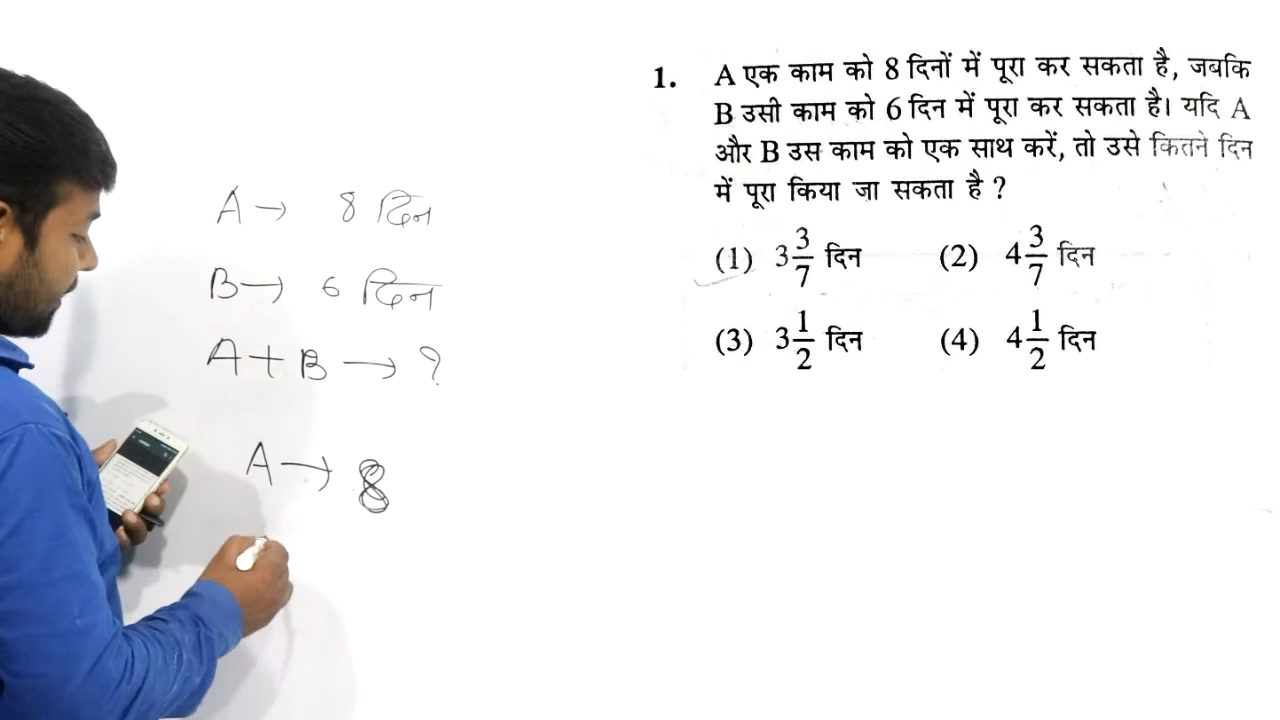 A → 8 दिन
B → 6 दिन
A + B → ?
A → 8
1. A एक काम को 8 दिनों में पूरा कर सकता है, जबकि
B उसी काम को 6 दिन में पूरा कर सकता है। यदि A
और B उस काम को एक साथ करें, तो उसे कितने दिन
में पूरा किया जा सकता है ?
(1) 3 3/7 दिन (2) 4 3/7 दिन
(3) 3 1/2 दिन (4) 4 1/2 दिन